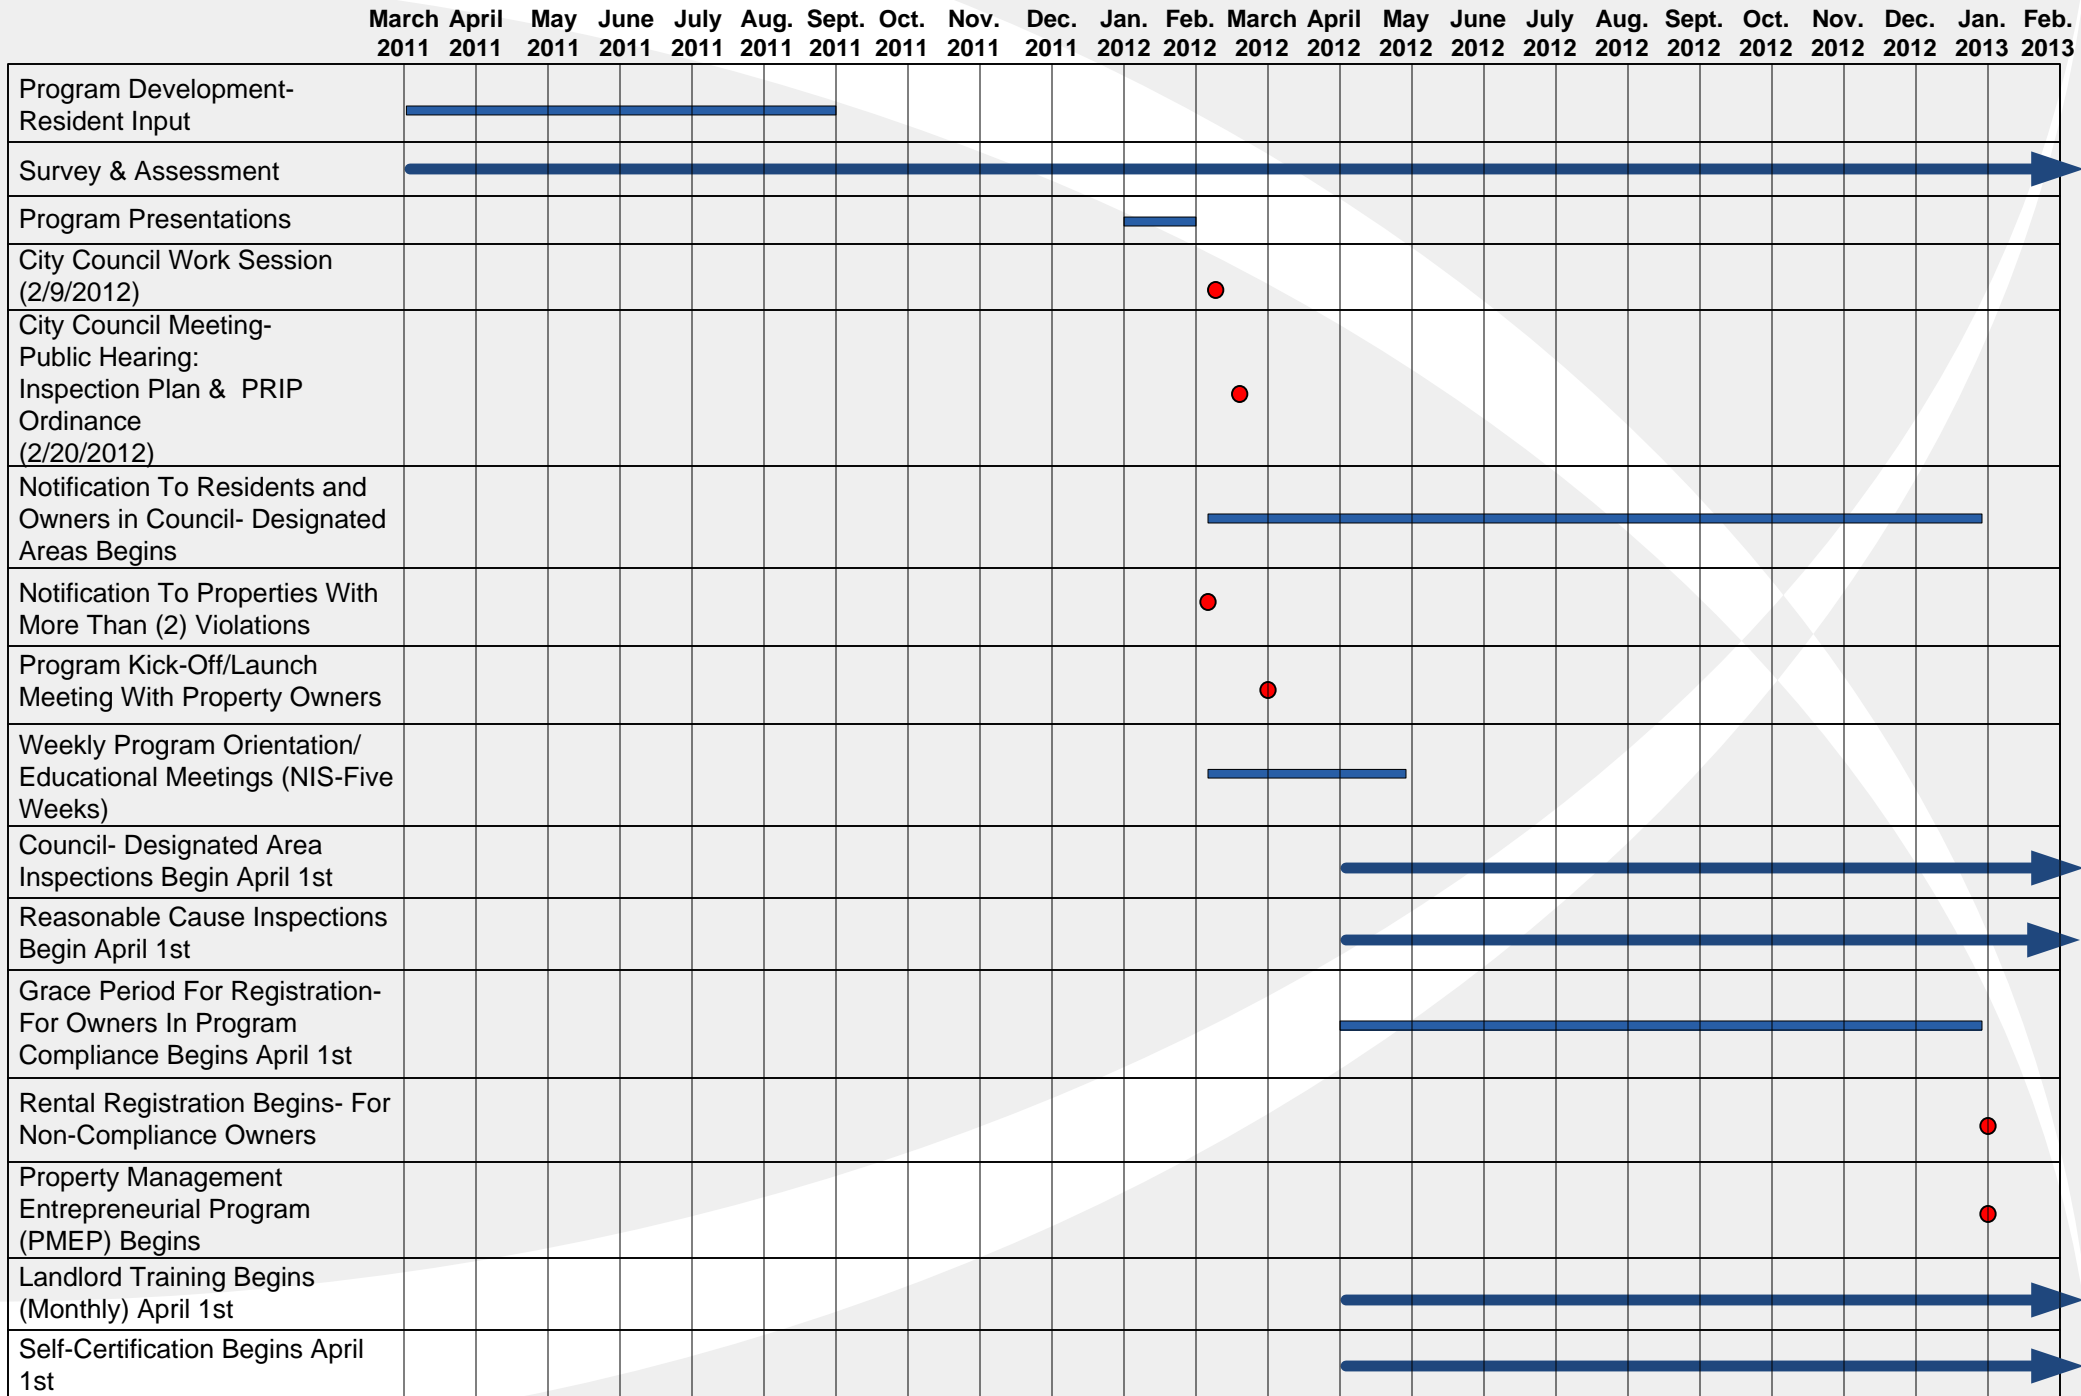 March April May June July Aug. Sept. Oct. Nov. Dec. Jan. Feb. March April May June July Aug. Sept. Oct. Nov. Dec. Jan. Feb.
2011 2011 2011 2011 2011 2011 2011 2011 2011 2011 2012 2012 2012 2012 2012 2012 2012 2012 2012 2012 2012 2012 2013 2013
Program Development-
Resident Input
Survey & Assessment
Program Presentations
City Council Work Session
(2/9/2012)
City Council Meeting-
Public Hearing:
Inspection Plan & PRIP
Ordinance
(2/20/2012)
Notification To Residents and
Owners in Council- Designated
Areas Begins
Notification To Properties With
More Than (2) Violations
Program Kick-Off/Launch
Meeting With Property Owners
Weekly Program Orientation/
Educational Meetings (NIS-Five
Weeks)
Council- Designated Area
Inspections Begin April 1st
Reasonable Cause Inspections
Begin April 1st
Grace Period For Registration-
For Owners In Program
Compliance Begins April 1st
Rental Registration Begins- For
Non-Compliance Owners
Property Management
Entrepreneurial Program
(PMEP) Begins
Landlord Training Begins
(Monthly) April 1st
Self-Certification Begins April
1st